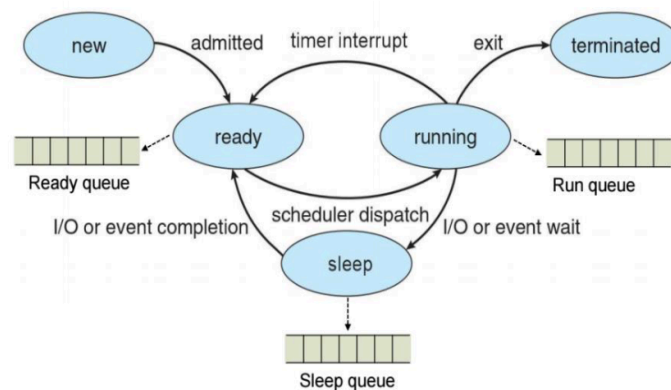 new
admitted
timer interrupt
exit
terminated
ready
running
Ready queue
Run queue
I/O or event completion
scheduler dispatch
I/O or event wait
sleep
Sleep queue